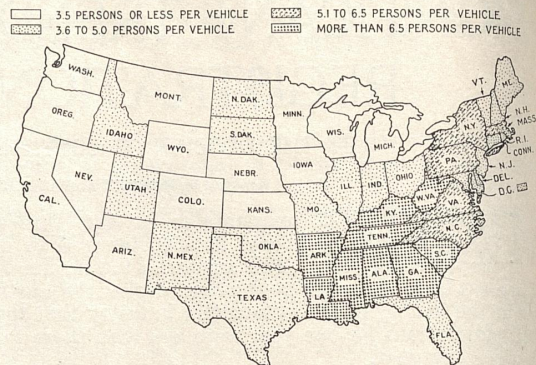 3.5 PERSONS OR LESS PER VEHICLE
3.6 TO 5.0 PERSONS PER VEHICLE
5.1 TO 6.5 PERSONS PER VEHICLE
MORE THAN 6.5 PERSONS PER VEHICLE
WASH.
OREG.
CAL.
NEV.
IDAHO
MONT.
WYO.
UTAH
COLO.
ARIZ.
N.MEX.
N.DAK.
S.DAK.
NEBR.
KANS.
OKLA.
TEXAS
MINN.
IOWA
MO.
ARK.
LA.
WIS.
MICH.
ILL.
IND.
OHIO
KY.
TENN.
MISS.
ALA.
GA.
FLA.
S.C.
N.C.
VA.
W.VA.
PA.
N.Y.
VT.
ME.
N.H.
MASS.
R.I.
CONN.
N.J.
DEL.
D.C.